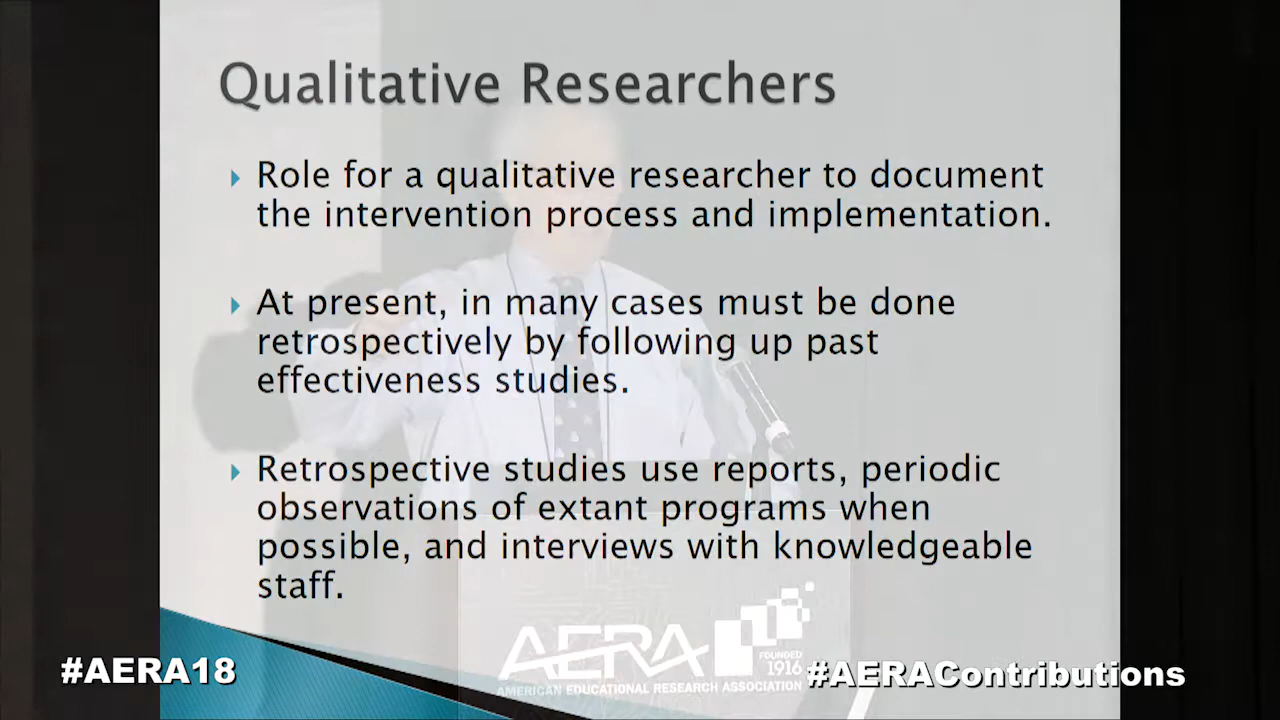 Qualitative Researchers
Role for a qualitative researcher to document
the intervention process and implementation.
At present, in many cases must be done
retrospectively by following up past
effectiveness studies.
Retrospective studies use reports, periodic
observations of extant programs when
possible, and interviews with knowledgeable
staff.
AERA
FOUNDED
1916
AMERICAN EDUCATIONAL RESEARCH ASSOCIATION
#AERA18
#AERAContributions